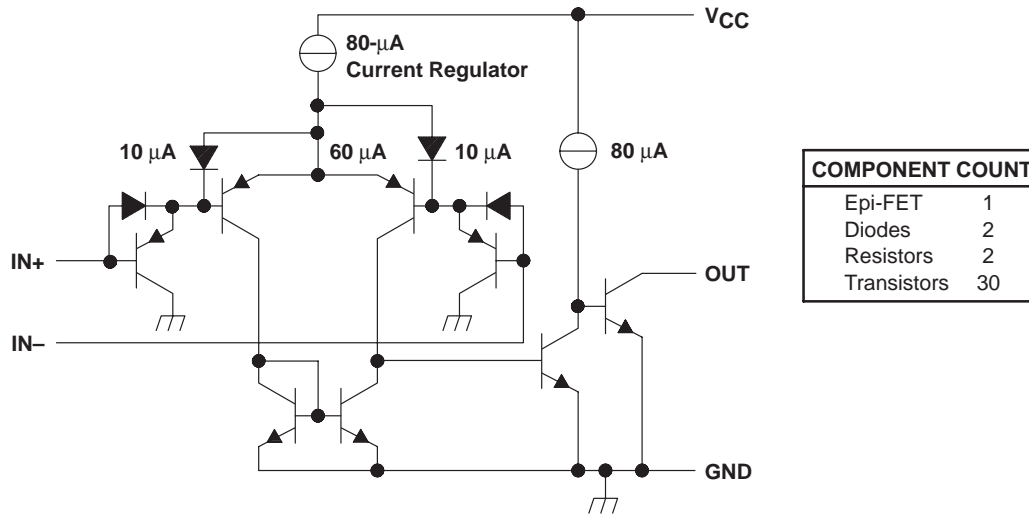 VCC
80-μA
Current Regulator
10 μA
60 μA
10 μA
80 μA
IN+
OUT
IN–
GND
COMPONENT COUNT
Epi-FET 1
Diodes 2
Resistors 2
Transistors 30